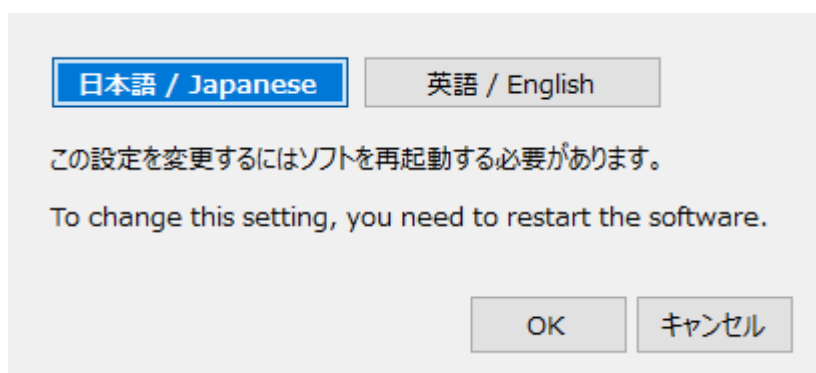 日本語 / Japanese 英語 / English
この設定を変更するにはソフトを再起動する必要があります。
To change this setting, you need to restart the software.
OK キャンセル